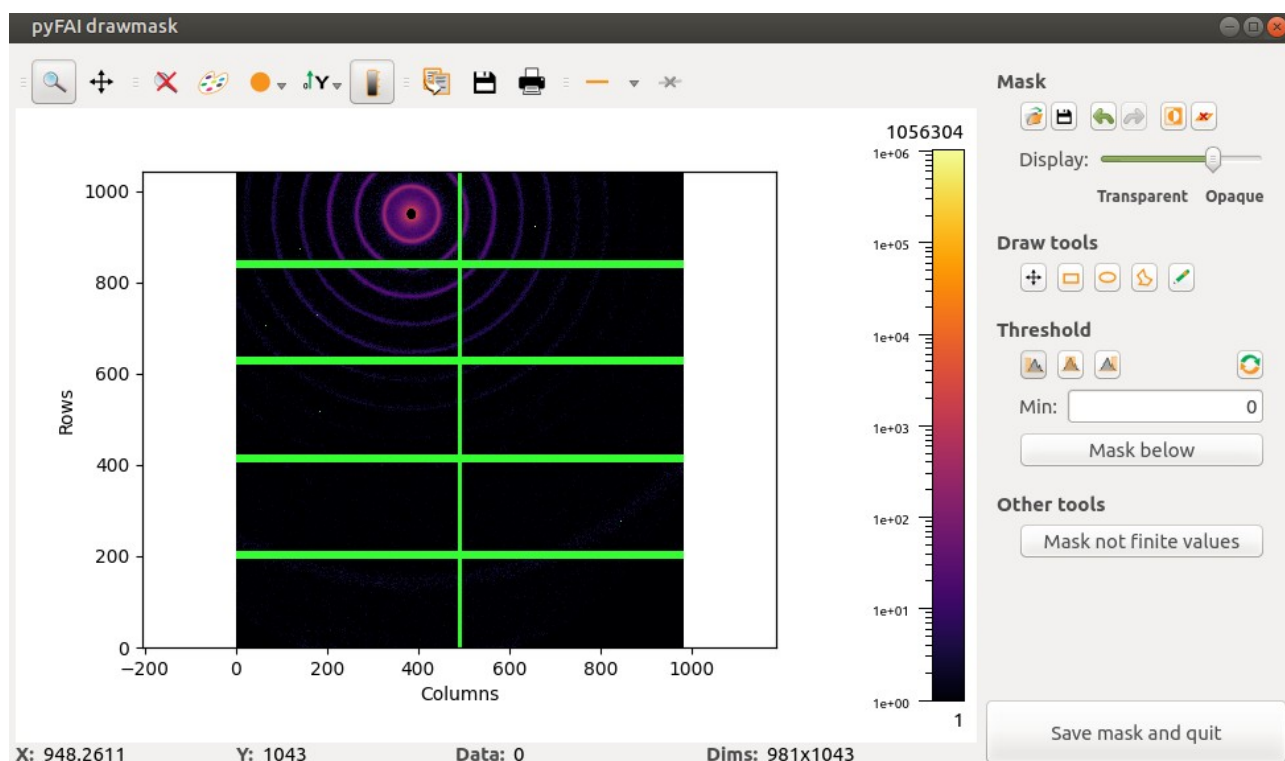 pyFAI drawmask
Mask
Display:
Transparent Opaque
Draw tools
Threshold
Min: 0
Mask below
Other tools
Mask not finite values
Save mask and quit
1056304
1e+06
1e+05
1e+04
1e+03
1e+02
1e+01
1e+00
1
Rows
1000
800
600
400
200
0
−200 0 200 400 600 800 1000
Columns
X: 948.2611 Y: 1043 Data: 0 Dims: 981x1043